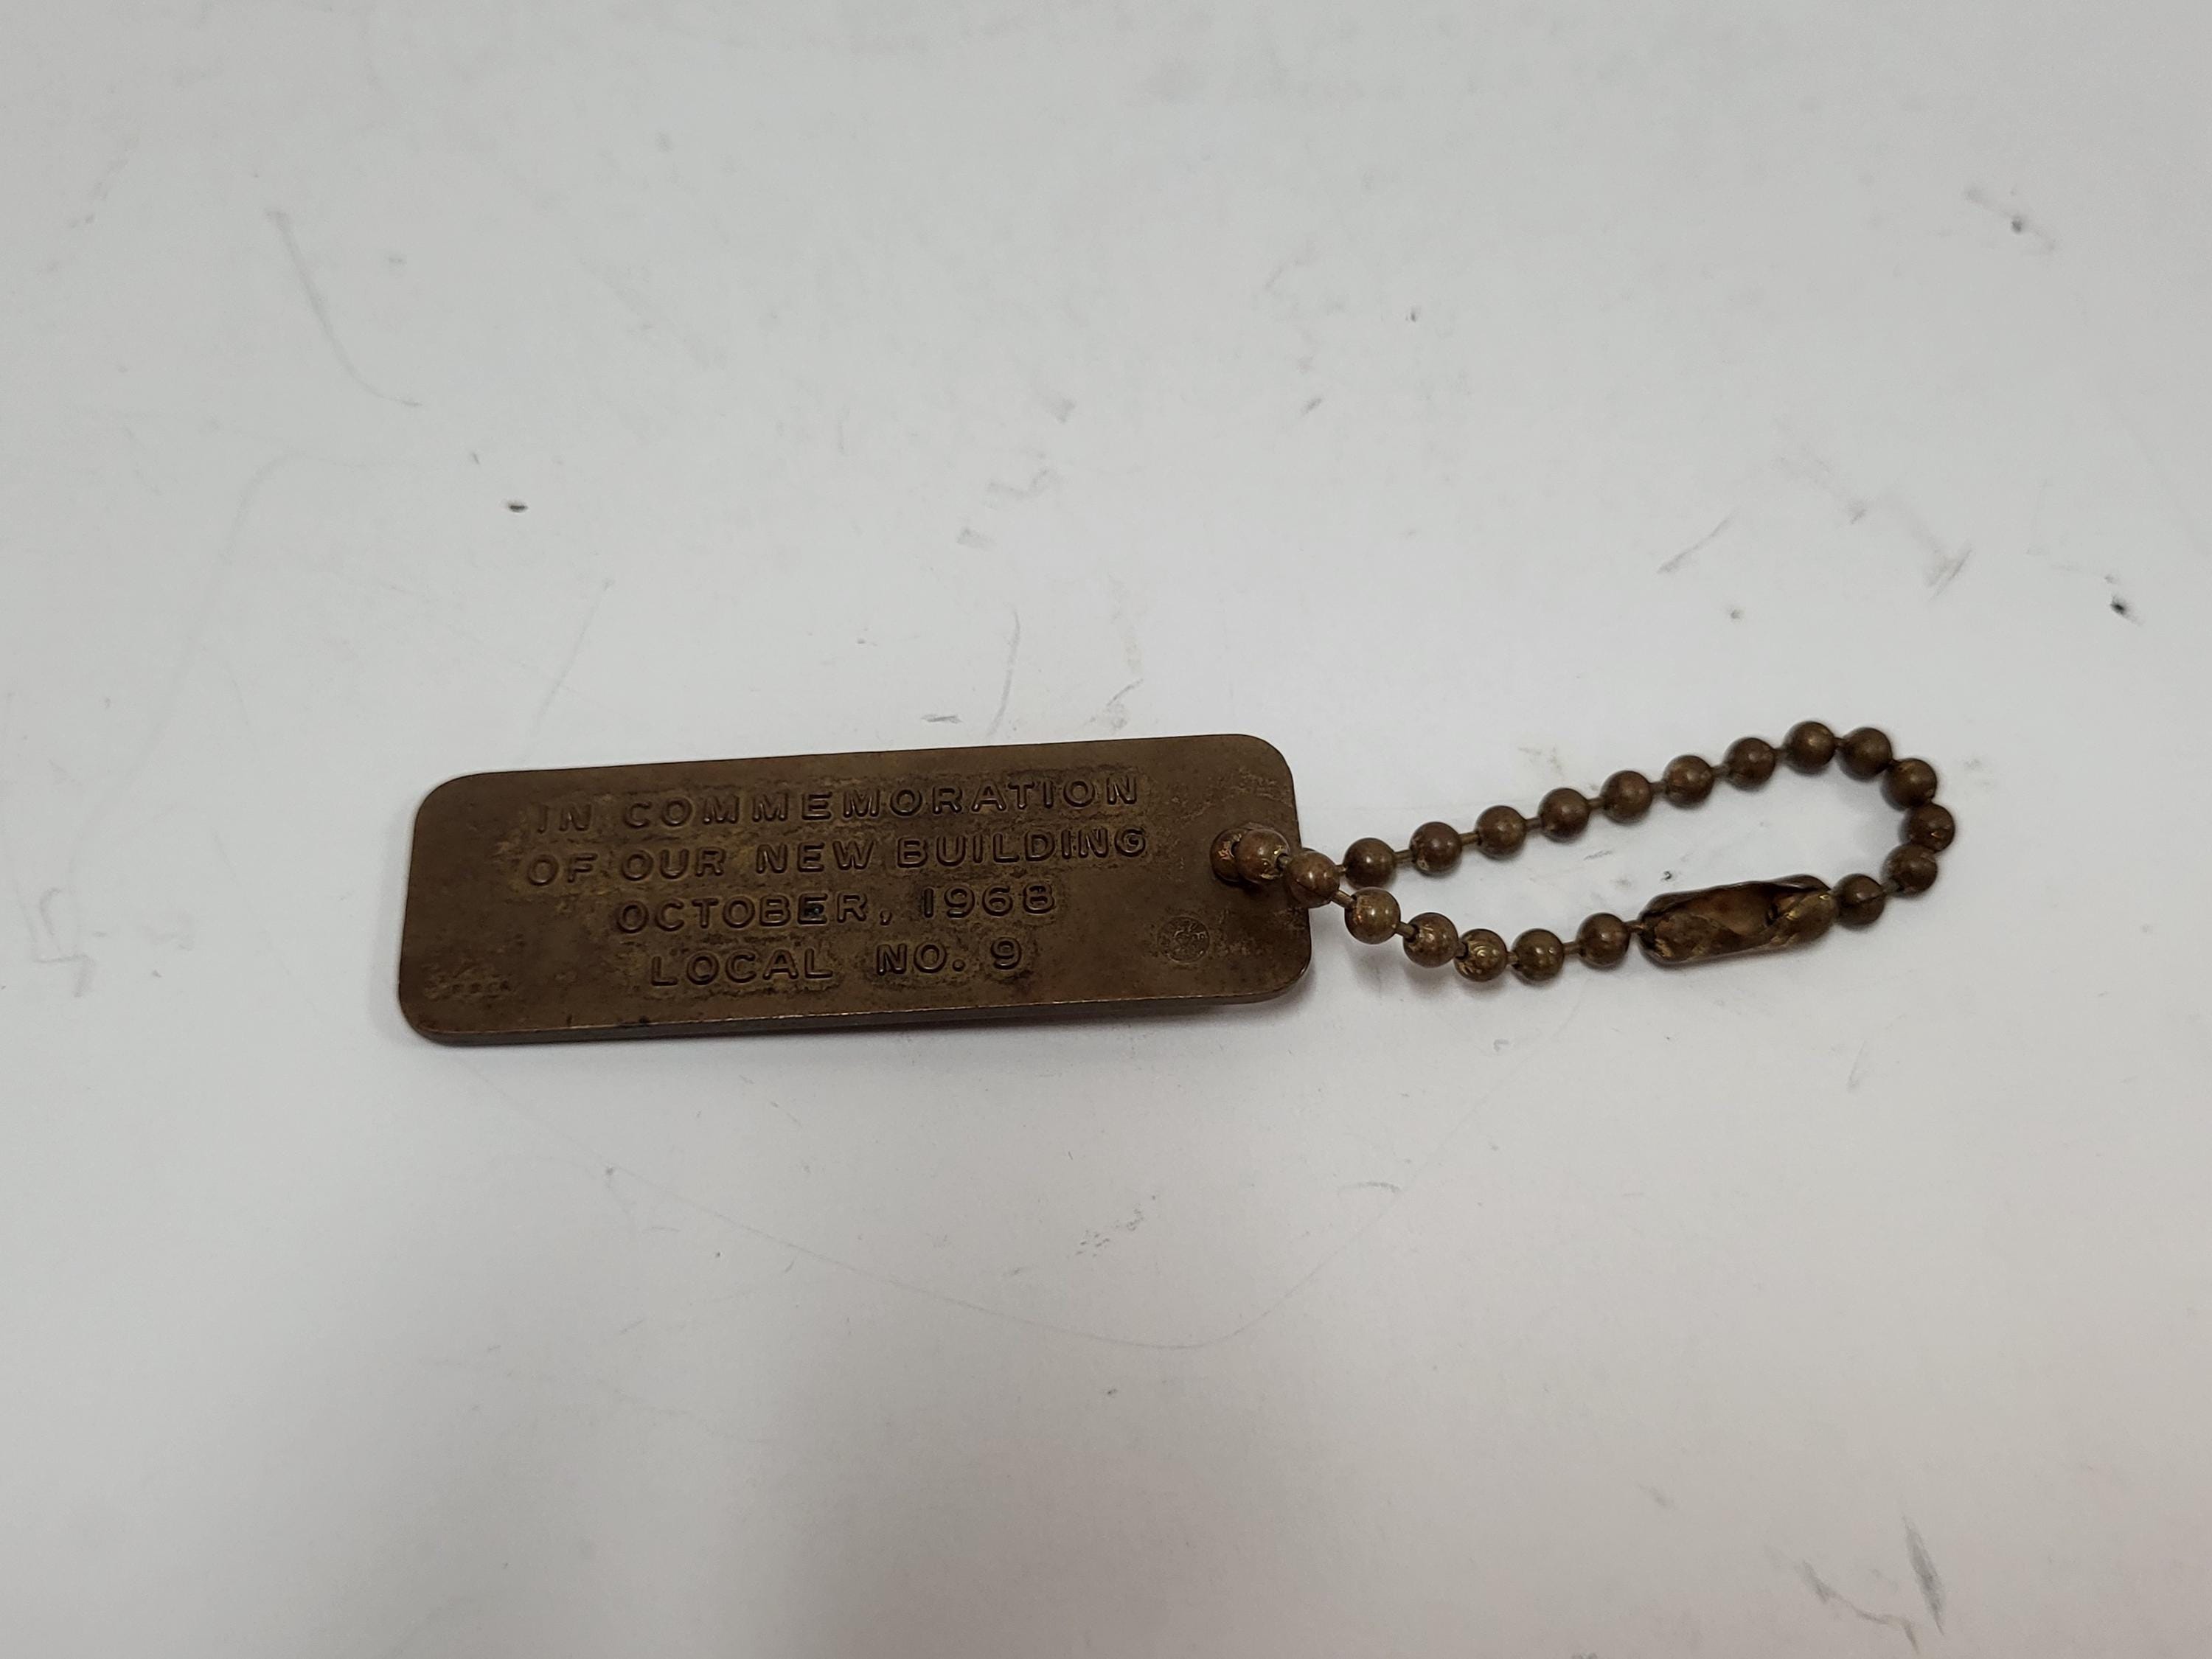 IN COMMEMORATION
OF OUR NEW BUILDING
OCTOBER, 1968
LOCAL NO. 9